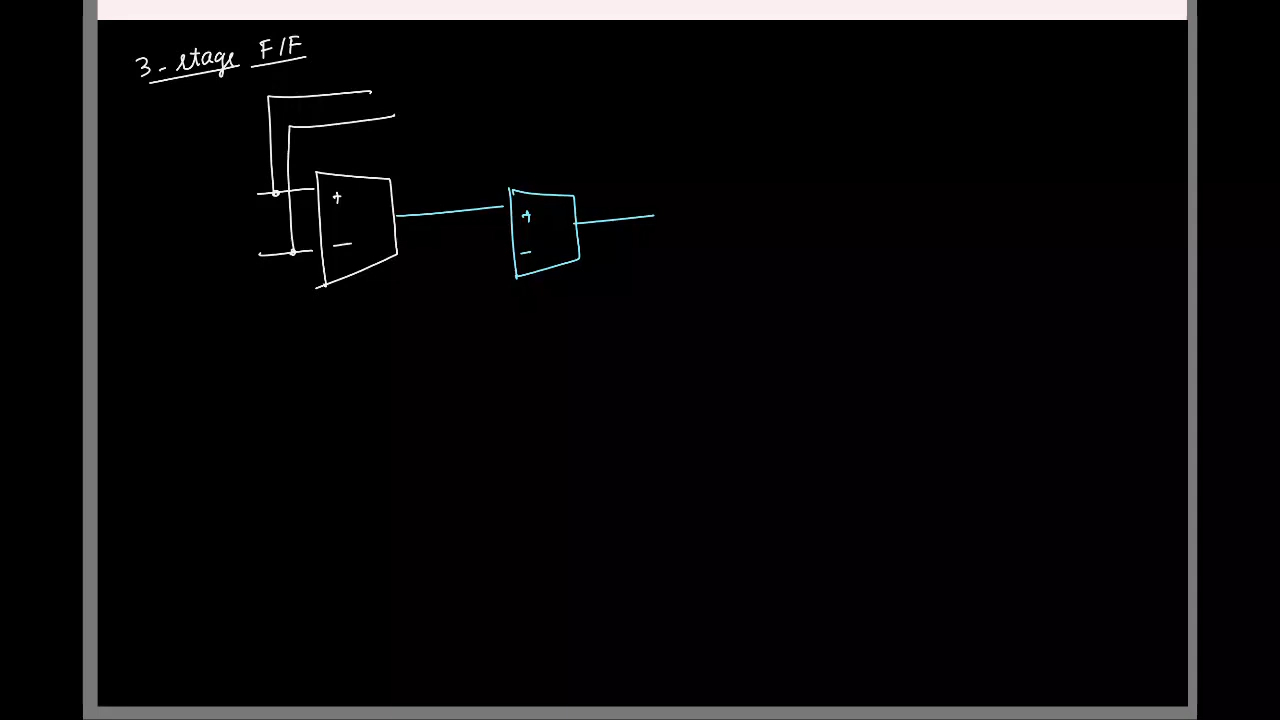 3- stage F/F
+ +
− −